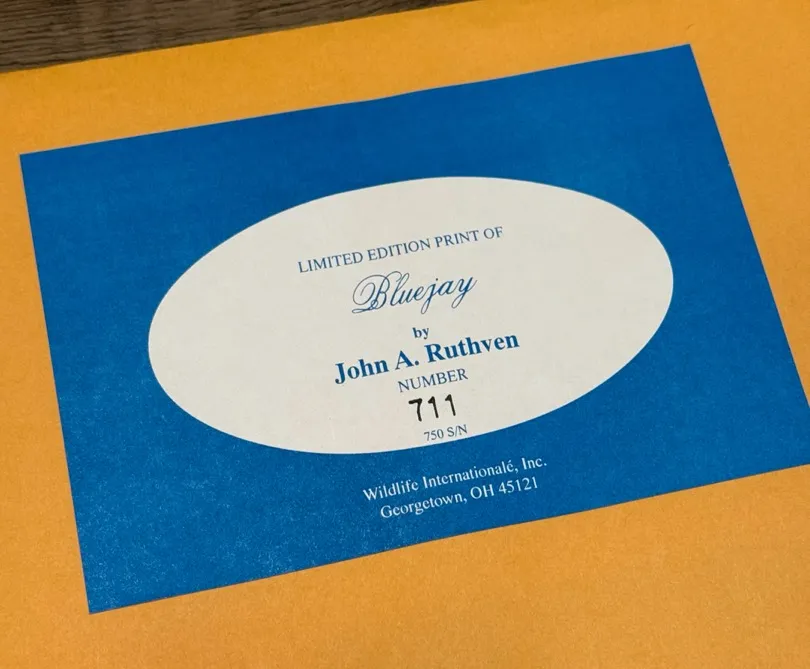 LIMITED EDITION PRINT OF
Bluejay
by
John A. Ruthven
NUMBER
711
750 S/N
Wildlife Internationalé, Inc.
Georgetown, OH 45121